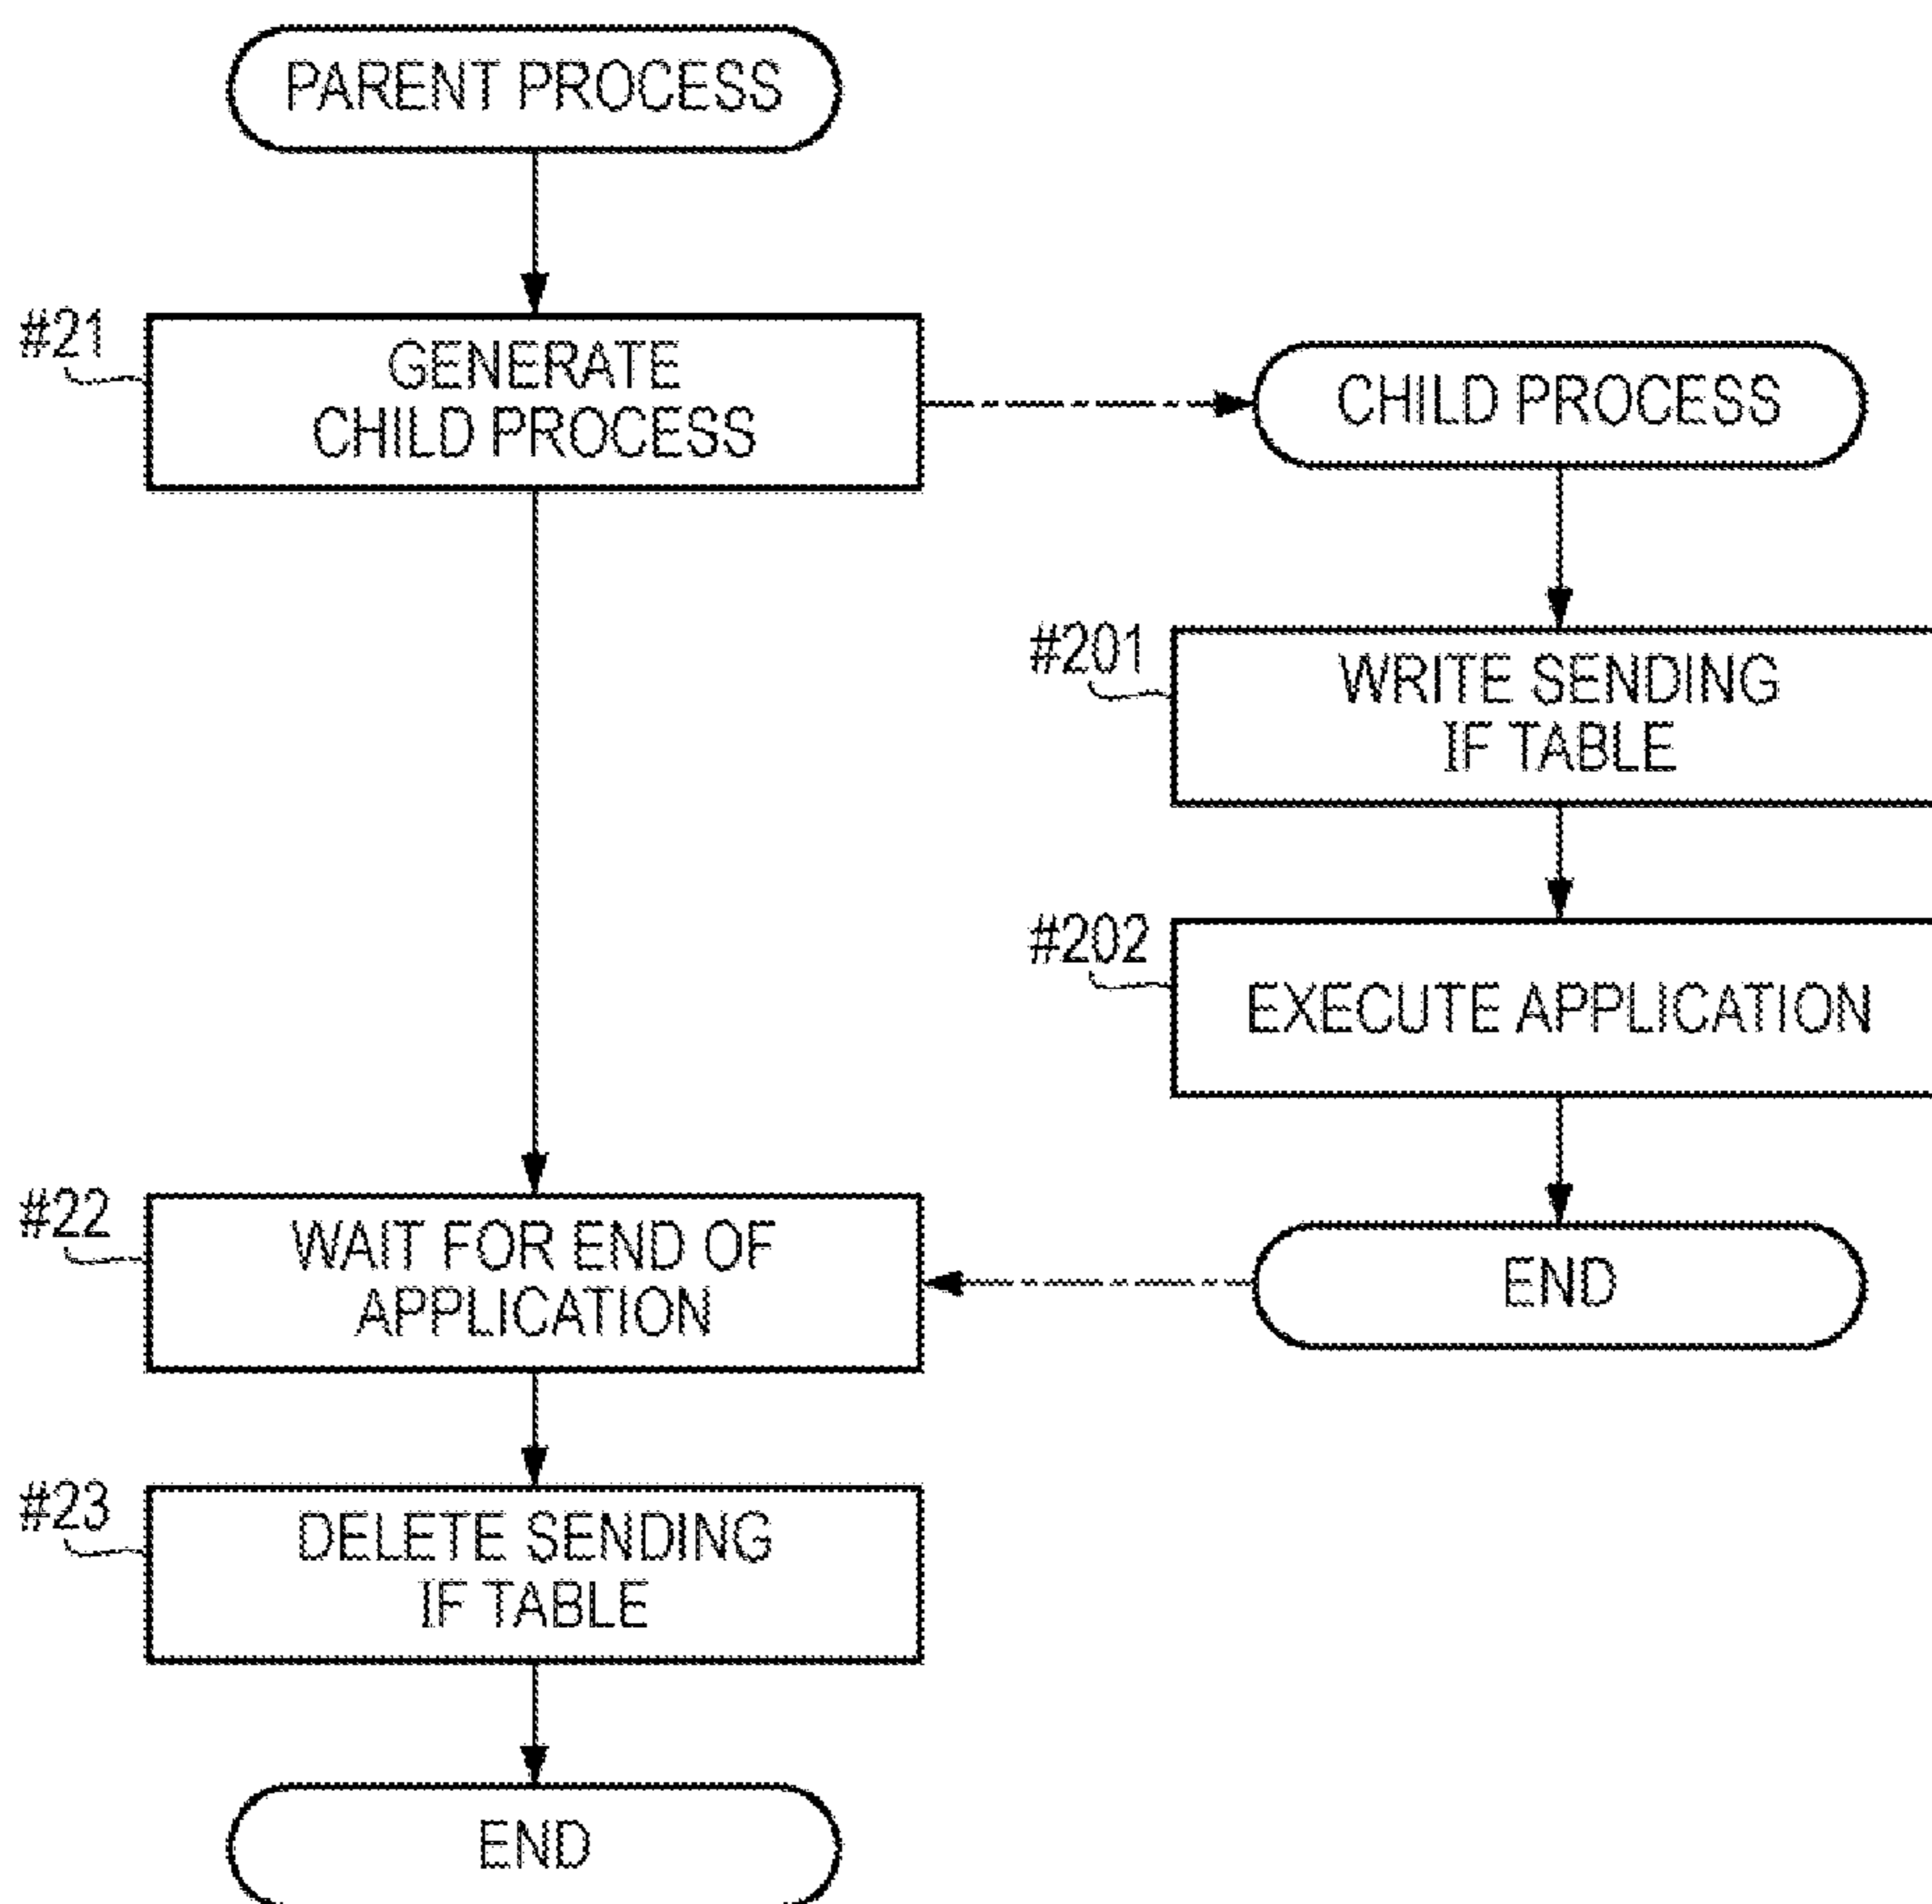 PARENT PROCESS
#21
GENERATE
CHILD PROCESS
CHILD PROCESS
#201
WRITE SENDING
IF TABLE
#202
EXECUTE APPLICATION
#22
WAIT FOR END OF
APPLICATION
END
#23
DELETE SENDING
IF TABLE
END